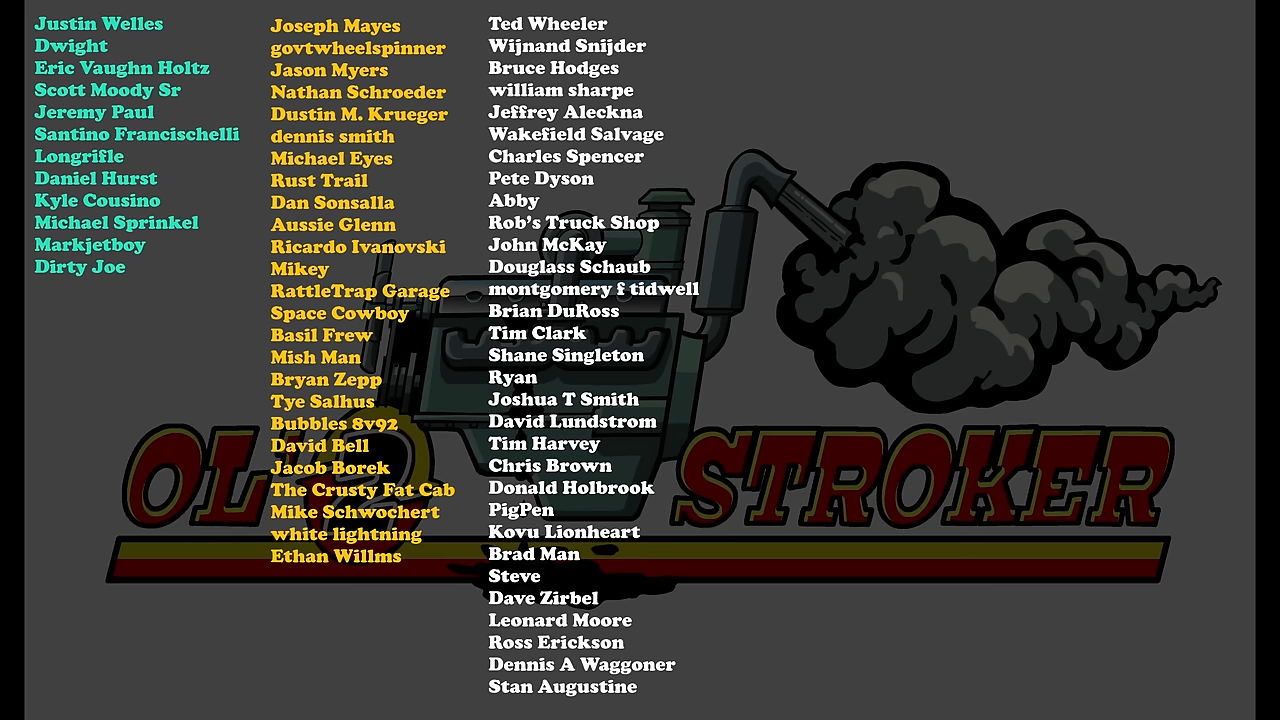 Justin Welles
Dwight
Eric Vaughn Holtz
Scott Moody Sr
Jeremy Paul
Santino Francischelli
Longrifle
Daniel Hurst
Kyle Cousino
Michael Sprinkel
Markjetboy
Dirty Joe
Joseph Mayes
govtwheelspinner
Jason Myers
Nathan Schroeder
Dustin M. Krueger
dennis smith
Michael Eyes
Rust Trail
Dan Sonsalla
Aussie Glenn
Ricardo Ivanovski
Mikey
RattleTrap Garage
Space Cowboy
Basil Frew
Mish Man
Bryan Zepp
Tye Salhus
Bubbles 8v92
David Bell
Jacob Borek
The Crusty Fat Cab
Mike Schwochert
white lightning
Ethan Willms
Ted Wheeler
Wijnand Snijder
Bruce Hodges
william sharpe
Jeffrey Aleckna
Wakefield Salvage
Charles Spencer
Pete Dyson
Abby
Rob's Truck Shop
John McKay
Douglass Schaub
montgomery f tidwell
Brian DuRoss
Tim Clark
Shane Singleton
Ryan
Joshua T Smith
David Lundstrom
Tim Harvey
Chris Brown
Donald Holbrook
PigPen
Kovu Lionheart
Brad Man
Steve
Dave Zirbel
Leonard Moore
Ross Erickson
Dennis A Waggoner
Stan Augustine
OL' 2 STROKER